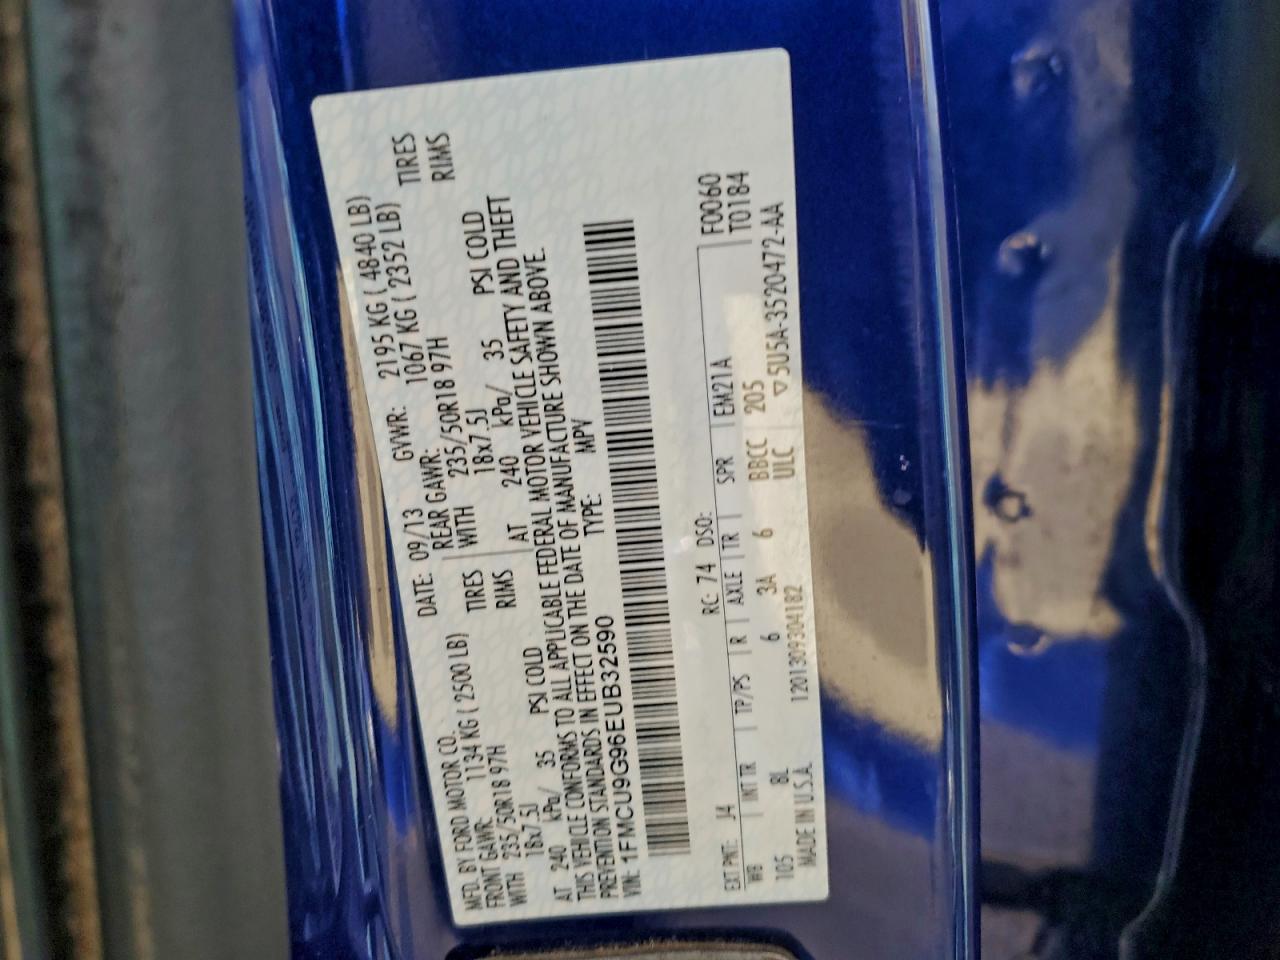 MFD. BY FORD MOTOR CO. DATE: 09/13 GVWR: 2195 KG ( 4840 LB)
FRONT GAWR: 1134 KG ( 2500 LB) REAR GAWR: 1067 KG ( 2352 LB)
WITH 235/50R18 97H TIRES WITH 235/50R18 97H TIRES
18x7.5J RIMS 18x7.5J RIMS
AT 240 kPa/ 35 PSI COLD AT 240 kPa/ 35 PSI COLD
THIS VEHICLE CONFORMS TO ALL APPLICABLE FEDERAL MOTOR VEHICLE SAFETY AND THEFT
PREVENTION STANDARDS IN EFFECT ON THE DATE OF MANUFACTURE SHOWN ABOVE.
VIN: 1FMCU9G96EUB32590 TYPE: MPV
F0060
EXT PNT: J4 RC: 74 DSO: T0184
WB INT TR TP/PS R AXLE TR SPR EM21A
105 8L 6 3A 6 BBCC 205
MADE IN U.S.A. 1201309304182 ULC ▽5U5A-3520472-AA